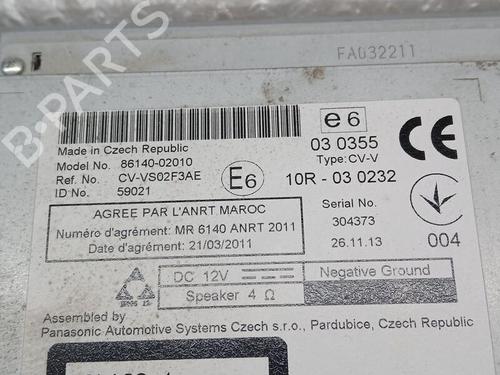 FA032211
B-PARTS
e6
Made in Czech Republic
03 0355
Model No. 86140-02010
Type: CV-V
CE
Ref. No. CV-VS02F3AE
E6
10R - 03 0232
ID No. 59021
AGREE PAR L'ANRT MAROC
Numéro d'agrément: MR 6140 ANRT 2011
Date d'agrément: 21/03/2011
Serial No.
304373
26.11.13
004
DC 12V
Negative Ground
Speaker 4 Ω
Assembled by
Panasonic Automotive Systems Czech s.r.o., Pardubice, Czech Republic